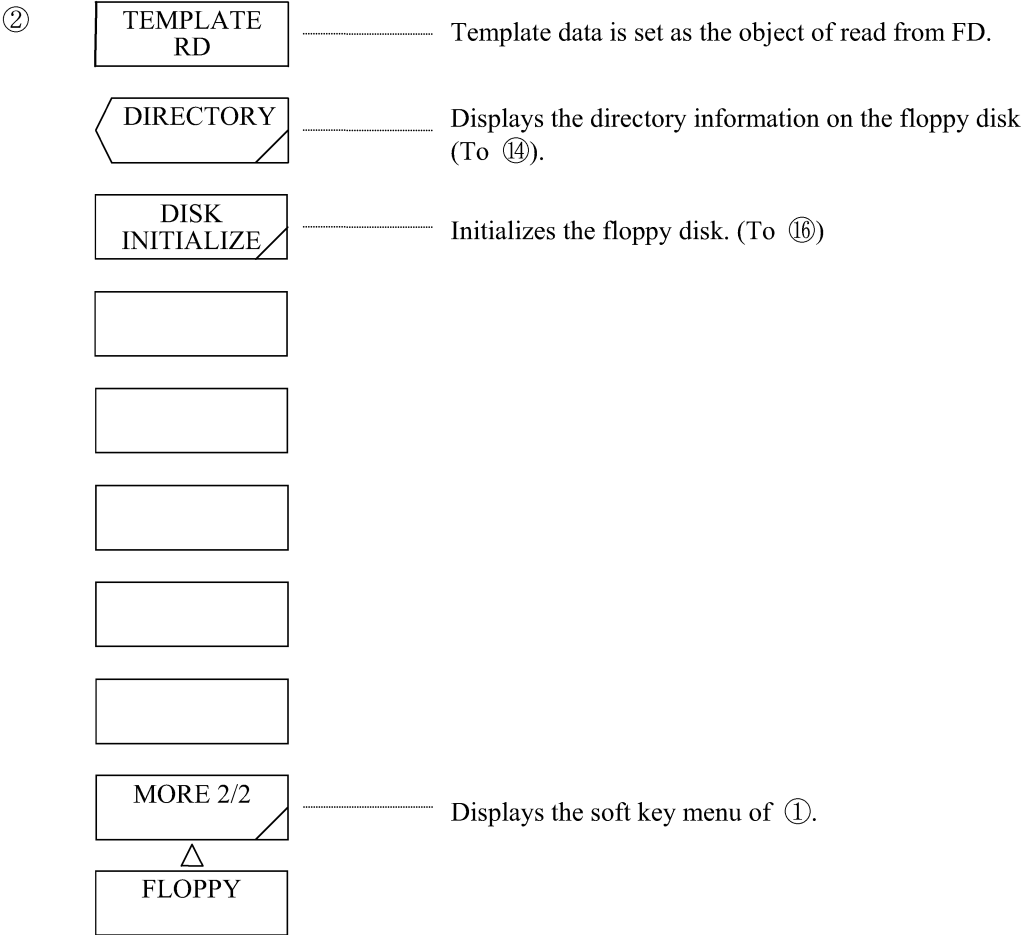 ②
TEMPLATE
RD
Template data is set as the object of read from FD.
DIRECTORY
Displays the directory information on the floppy disk
(To ⑭).
DISK
INITIALIZE
Initializes the floppy disk. (To ⑯)
MORE 2/2
Displays the soft key menu of ①.
FLOPPY